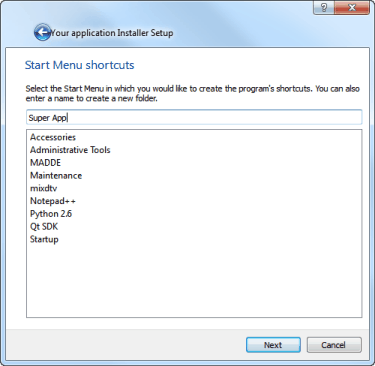 Your application Installer Setup
Start Menu shortcuts
Select the Start Menu in which you would like to create the program's shortcuts. You can also
enter a name to create a new folder.
Super App
Accessories
Administrative Tools
MADDE
Maintenance
mixdtv
Notepad++
Python 2.6
Qt SDK
Startup
Next
Cancel